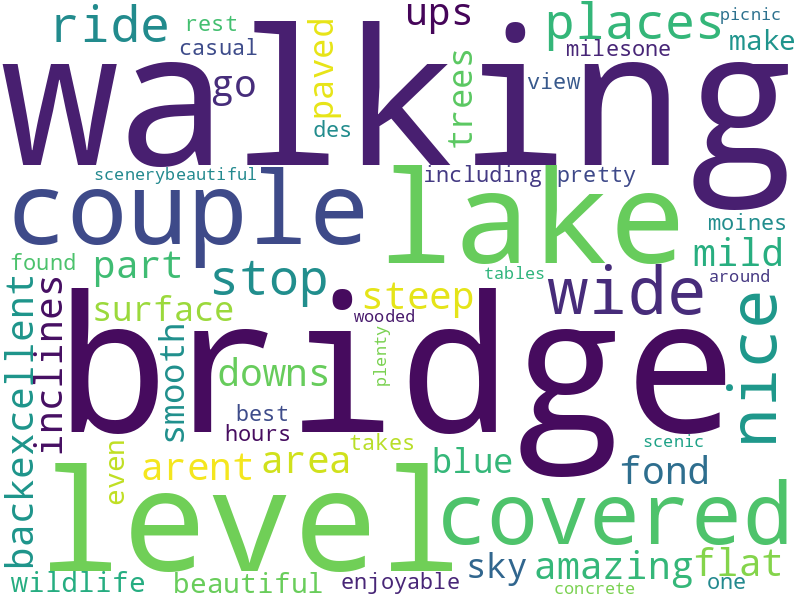 ups
places
picnic
ride
rest
casual
milesone
make
walking
go
paved
des
trees
view
scenerybeautiful
including
pretty
couple
lake
moines
mild
found
part
stop
tables
around
wide
steep
nice
surface
wooded
backexcellent
inclines
bridge
smooth
downs
plenty
best
hours
takes
scenic
even
arent
area
blue
fond
level
covered
sky
amazing
flat
wildlife
beautiful
enjoyable
concrete
one